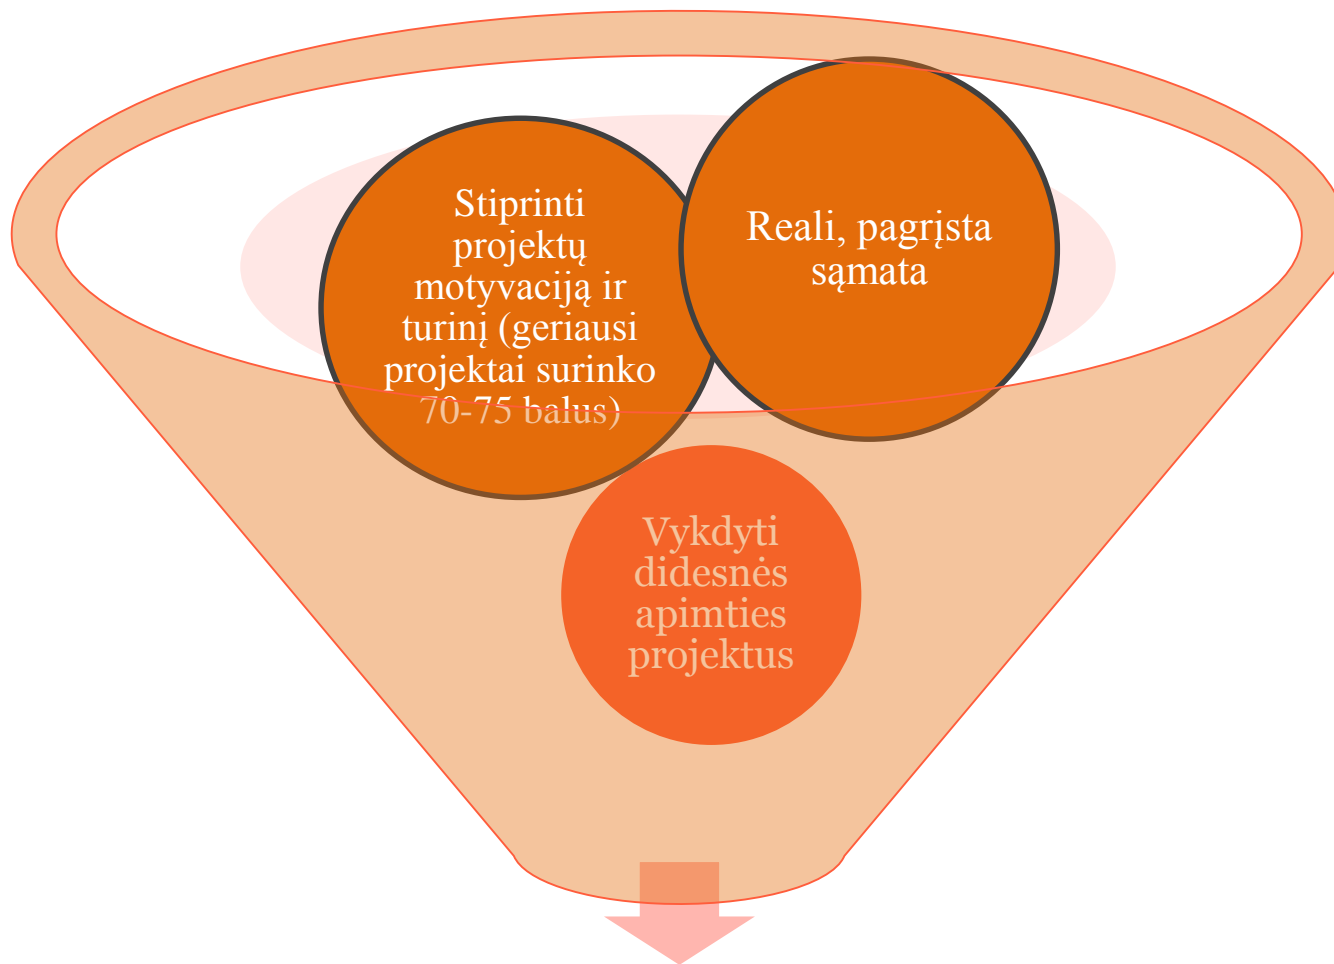 Stiprinti
projektų
motyvaciją ir
turinį (geriausi
projektai surinko
70-75 balus)
Reali, pagrįsta
sąmata
Vykdyti
didesnės
apimties
projektus